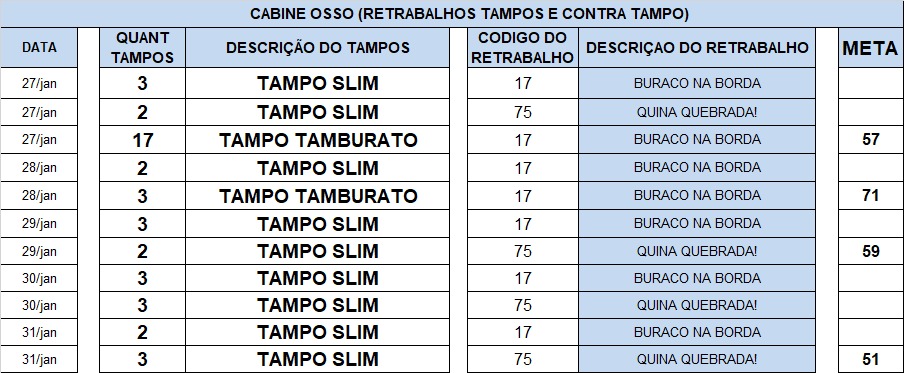 CABINE OSSO (RETRABALHOS TAMPOS E CONTRA TAMPO)
DATA QUANT TAMPOS DESCRIÇÃO DO TAMPOS CODIGO DO RETRABALHO DESCRIÇAO DO RETRABALHO META
27/jan 3 TAMPO SLIM 17 BURACO NA BORDA
27/jan 2 TAMPO SLIM 75 QUINA QUEBRADA!
27/jan 17 TAMPO TAMBURATO 17 BURACO NA BORDA 57
28/jan 2 TAMPO SLIM 17 BURACO NA BORDA
28/jan 3 TAMPO TAMBURATO 17 BURACO NA BORDA 71
29/jan 3 TAMPO SLIM 17 BURACO NA BORDA
29/jan 2 TAMPO SLIM 75 QUINA QUEBRADA! 59
30/jan 3 TAMPO SLIM 17 BURACO NA BORDA
30/jan 3 TAMPO SLIM 75 QUINA QUEBRADA!
31/jan 2 TAMPO SLIM 17 BURACO NA BORDA
31/jan 3 TAMPO SLIM 75 QUINA QUEBRADA! 51